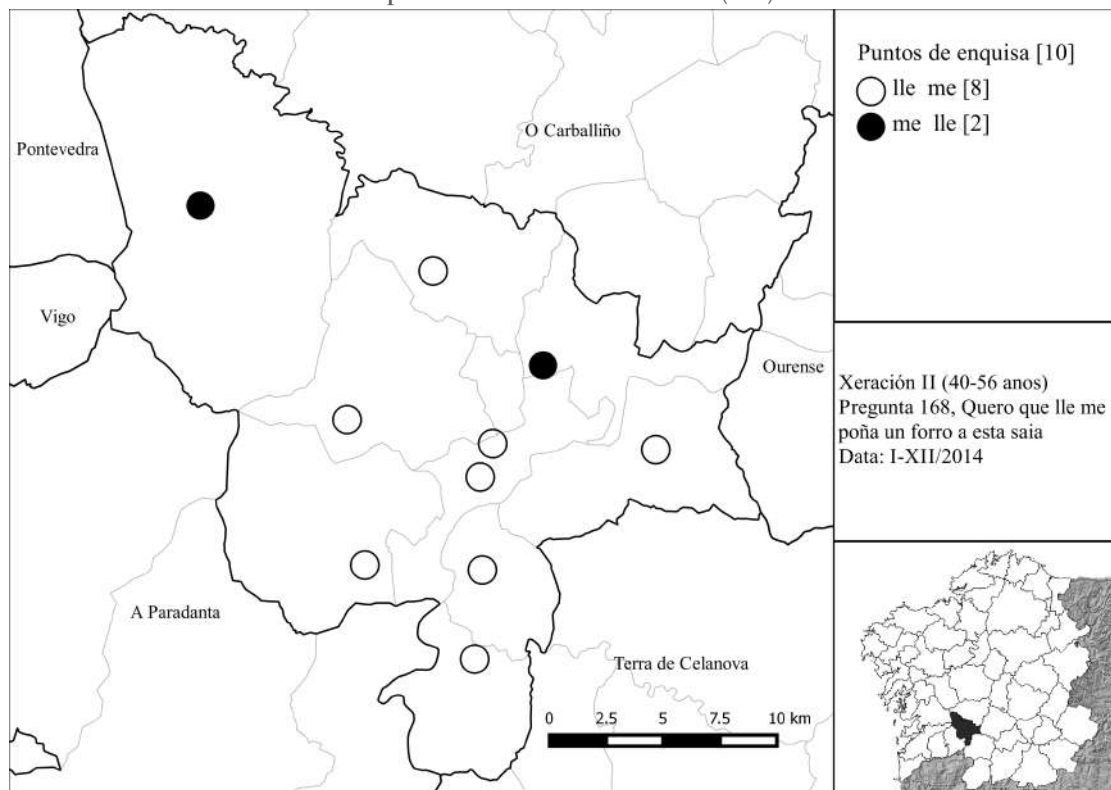 Puntos de enquisa [10]
lle me [8]
me lle [2]
O Carballiño
Pontevedra
Vigo
Ourense
A Paradanta
Terra de Celanova
0 2.5 5 7.5 10 km
Xeración II (40-56 anos)
Pregunta 168, Quero que lle me
poña un forro a esta saia
Data: I-XII/2014